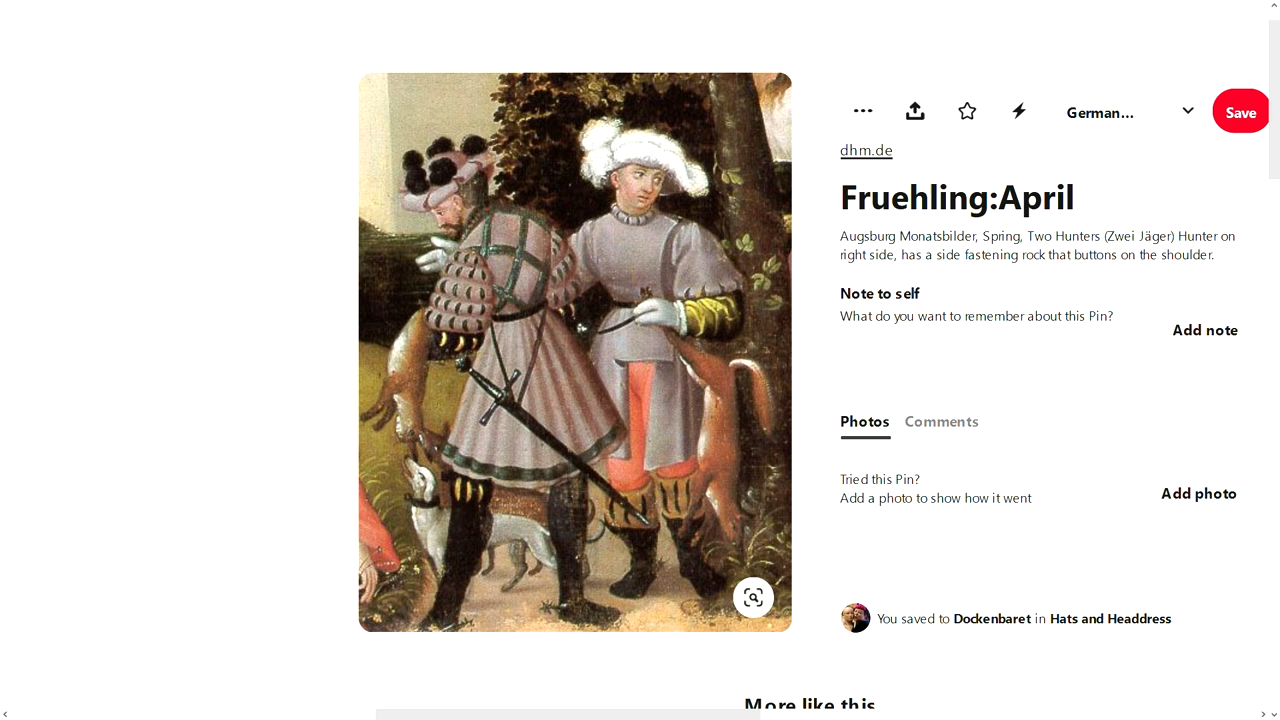 German...
Save
dhm.de
Fruehling:April
Augsburg Monatsbilder, Spring, Two Hunters (Zwei Jäger) Hunter on
right side, has a side fastening rock that buttons on the shoulder.
Note to self
What do you want to remember about this Pin?
Add note
Photos Comments
Tried this Pin?
Add a photo to show how it went
Add photo
You saved to Dockenbaret in Hats and Headdress
More like this